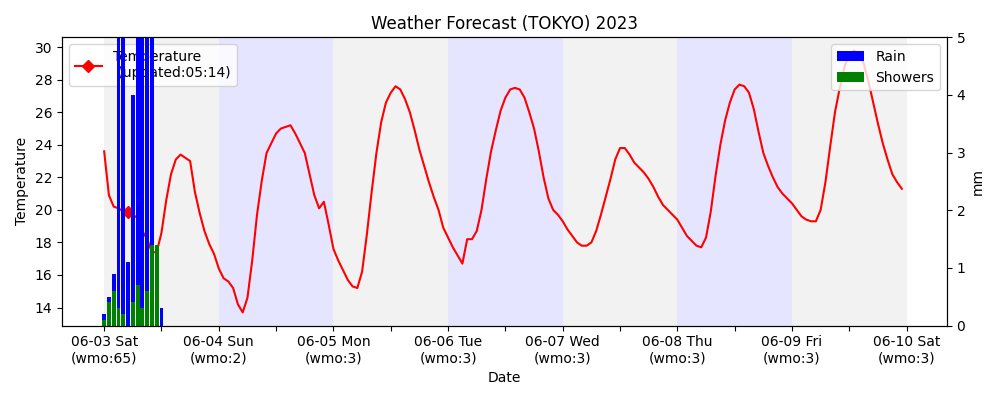 Weather Forecast (TOKYO) 2023
Temperature
(updated:05:14)
Rain
Showers
30
28
26
24
22
20
18
16
14
Temperature
5
4
3
2
1
0
mm
06-03 Sat
(wmo:65)
06-04 Sun
(wmo:2)
06-05 Mon
(wmo:3)
06-06 Tue
(wmo:3)
06-07 Wed
(wmo:3)
06-08 Thu
(wmo:3)
06-09 Fri
(wmo:3)
06-10 Sat
(wmo:3)
Date